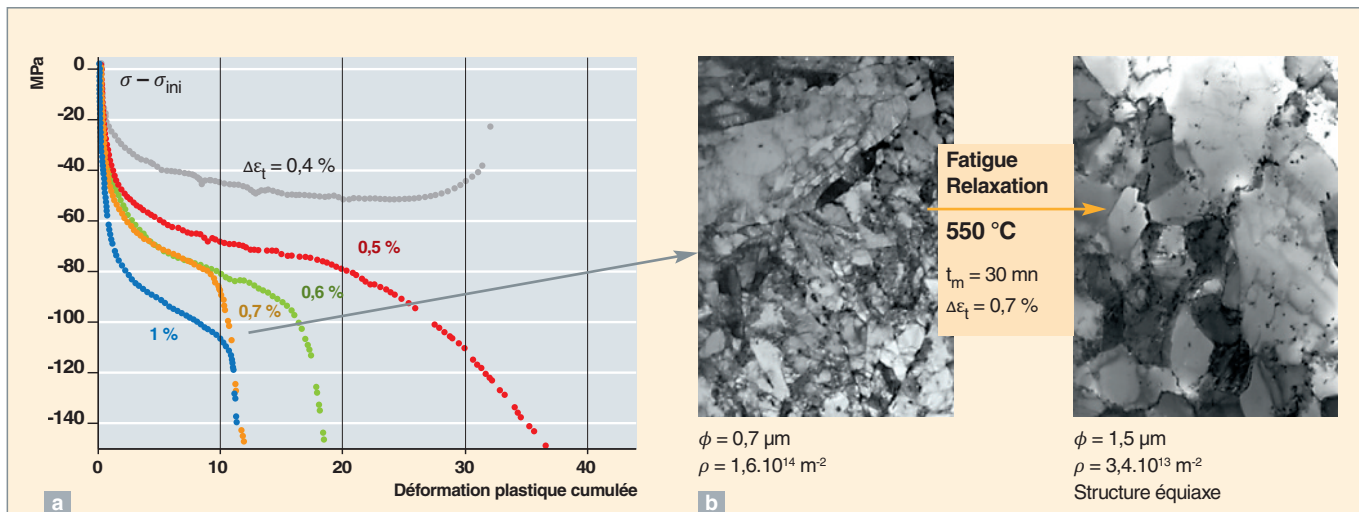 MPa
0
-20
-40
-60
-80
-100
-120
-140
σ – σini
Δεt = 0,4 %
0,5 %
0,6 %
0,7 %
1 %
0 10 20 30 40
Déformation plastique cumulée
a
Fatigue
Relaxation
550 °C
tm = 30 mn
Δεt = 0,7 %
ϕ = 0,7 µm
ρ = 1,6.10¹⁴ m⁻²
b
ϕ = 1,5 µm
ρ = 3,4.10¹³ m⁻²
Structure équiaxe